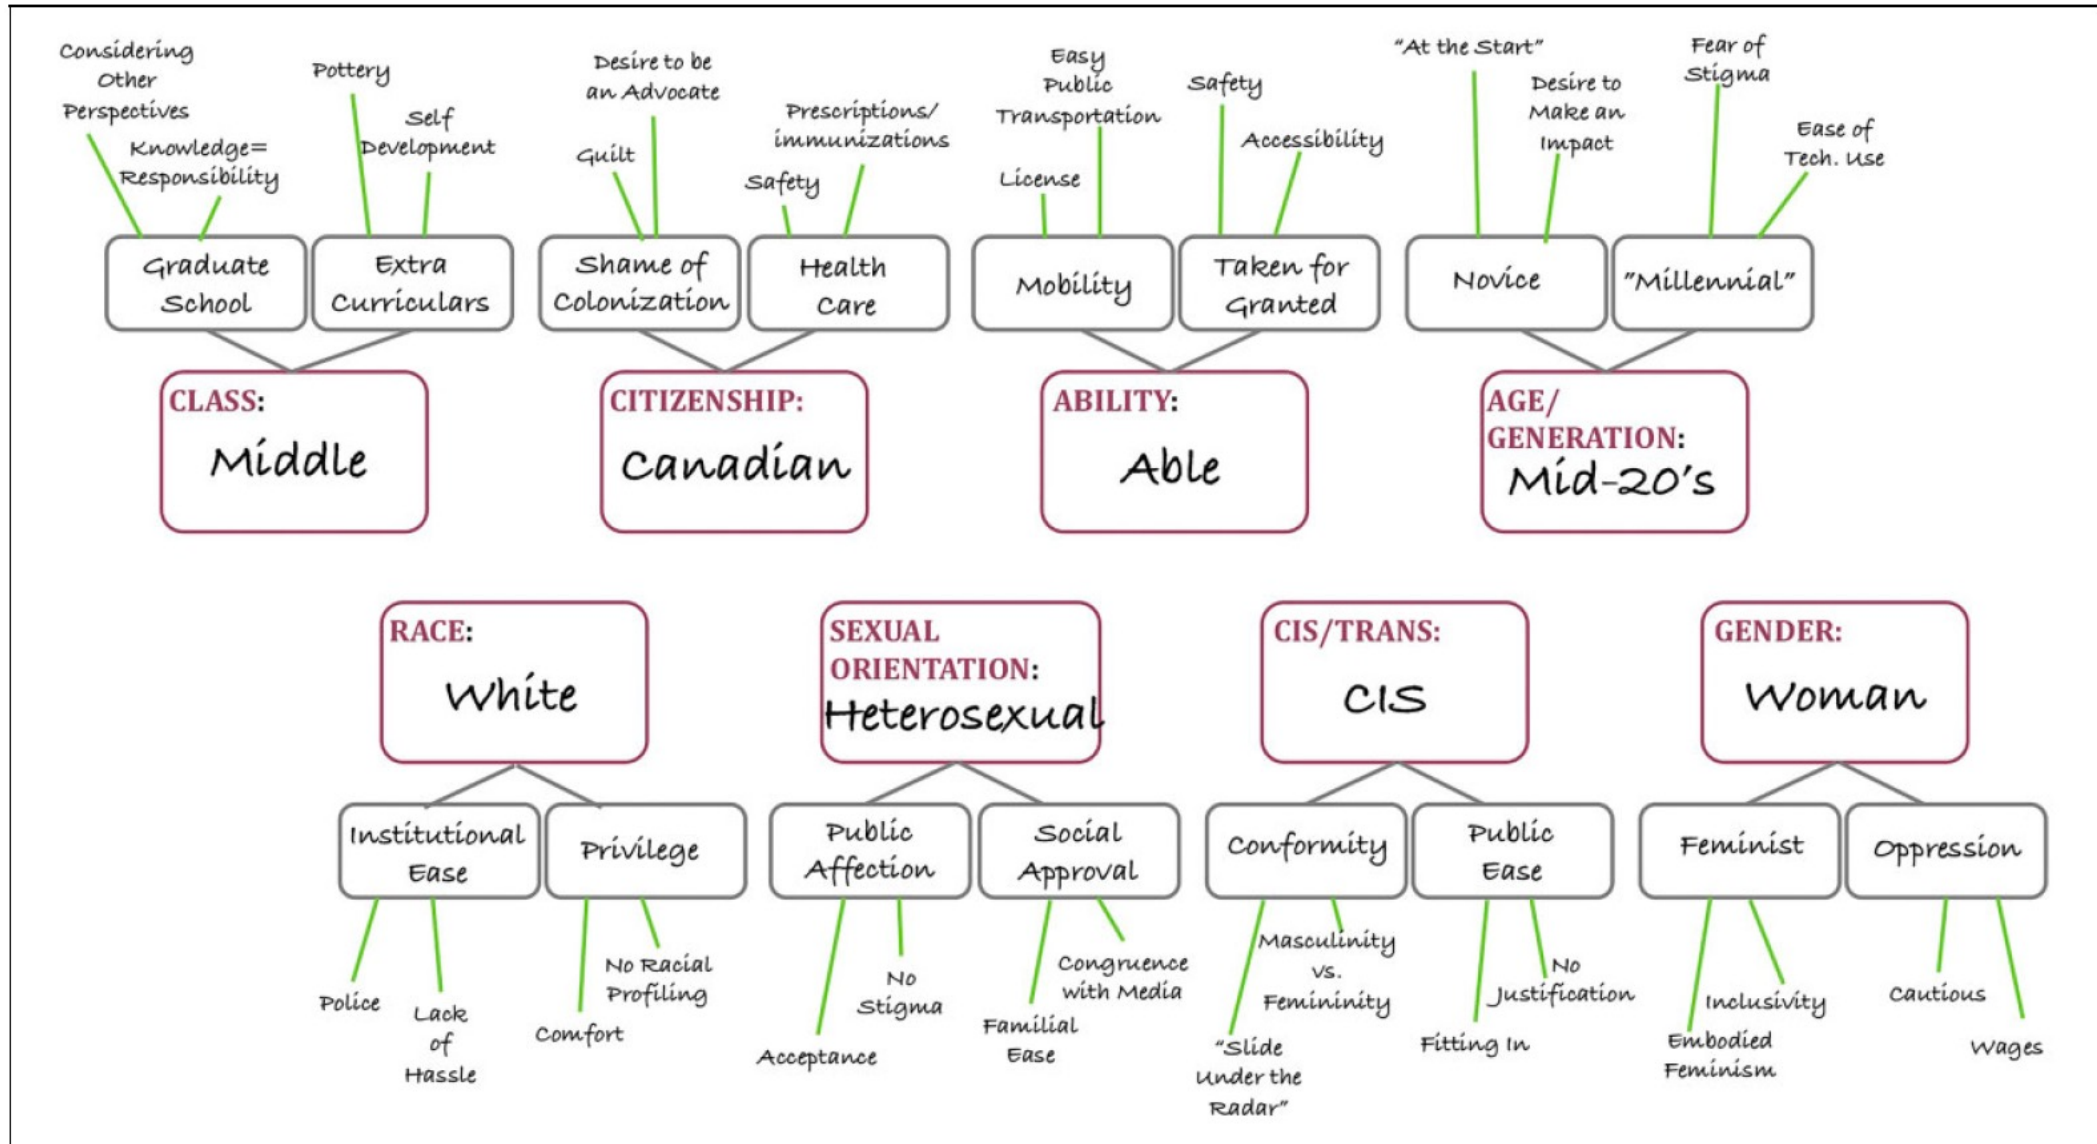 Considering
Other
Perspectives
Knowledge=
Responsibility
Pottery
Self
Development
Desire to be
an Advocate
Guilt
Prescriptions/
immunizations
Safety
Easy
Public
Transportation
License
Safety
Accessibility
"At the Start"
Desire to
Make an
Impact
Fear of
Stigma
Ease of
Tech. Use
Graduate
School
Extra
Curriculars
Shame of
Colonization
Health
Care
Mobility
Taken for
Granted
Novice
"Millennial"
CLASS:
Middle
CITIZENSHIP:
Canadian
ABILITY:
Able
AGE/
GENERATION:
Mid-20's
RACE:
White
SEXUAL
ORIENTATION:
Heterosexual
CIS/TRANS:
CIS
GENDER:
Woman
Institutional
Ease
Privilege
Public
Affection
Social
Approval
Conformity
Public
Ease
Feminist
Oppression
Police
Lack
of
Hassle
Comfort
No Racial
Profiling
Acceptance
No
Stigma
Familial
Ease
Congruence
with Media
"Slide
Under the
Radar"
Masculinity
vs.
Femininity
Fitting In
No
Justification
Embodied
Feminism
Inclusivity
Cautious
Wages